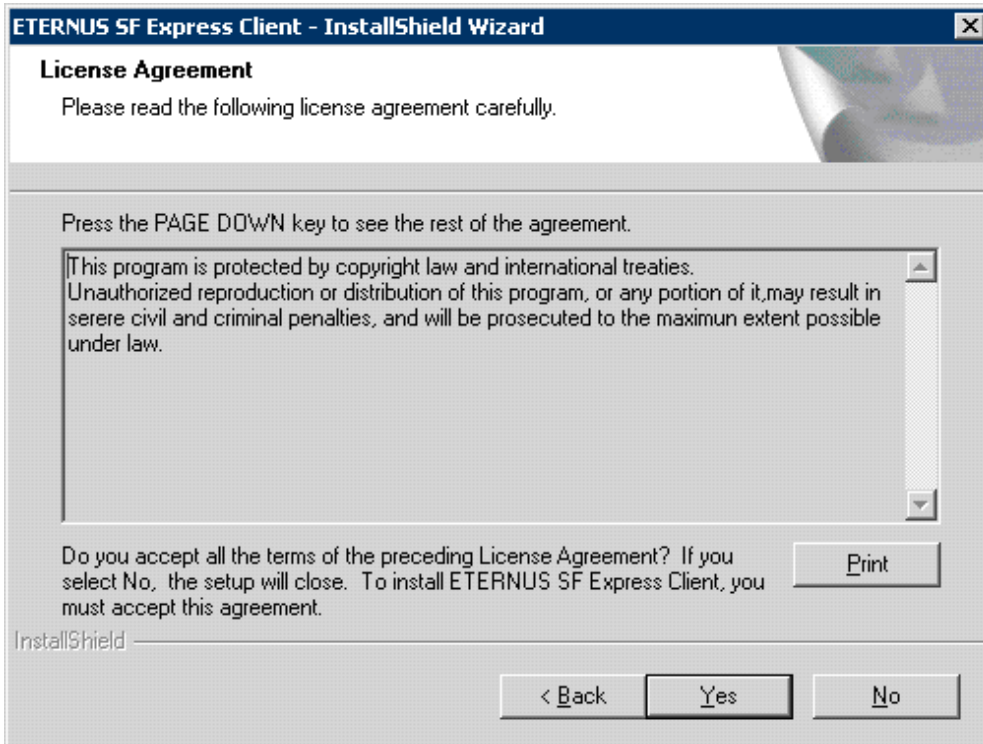 ETERNUS SF Express Client - InstallShield Wizard
License Agreement
Please read the following license agreement carefully.
Press the PAGE DOWN key to see the rest of the agreement.
This program is protected by copyright law and international treaties.
Unauthorized reproduction or distribution of this program, or any portion of it,may result in
serere civil and criminal penalties, and will be prosecuted to the maximun extent possible
under law.
Do you accept all the terms of the preceding License Agreement? If you
select No, the setup will close. To install ETERNUS SF Express Client, you
must accept this agreement.
Print
InstallShield
< Back
Yes
No